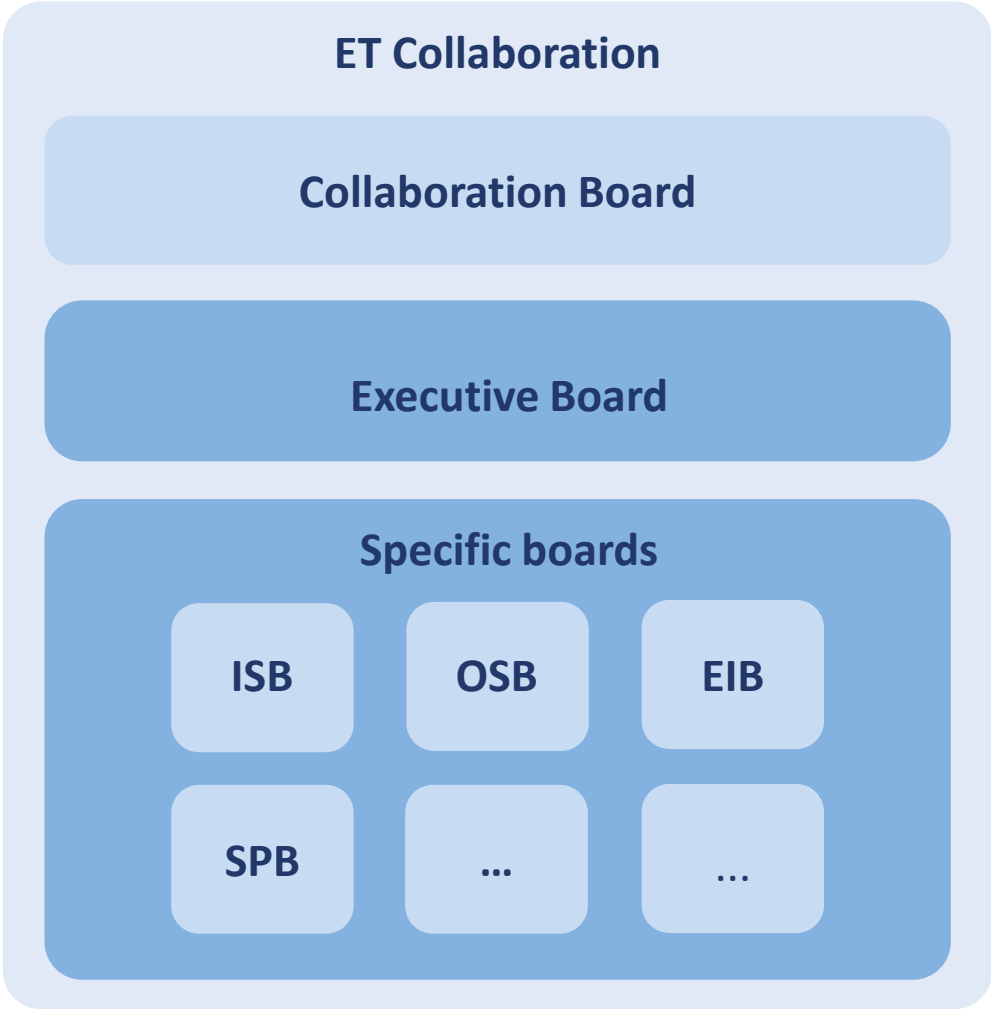 ET Collaboration
Collaboration Board
Executive Board
Specific boards
ISB
OSB
EIB
SPB
...
...